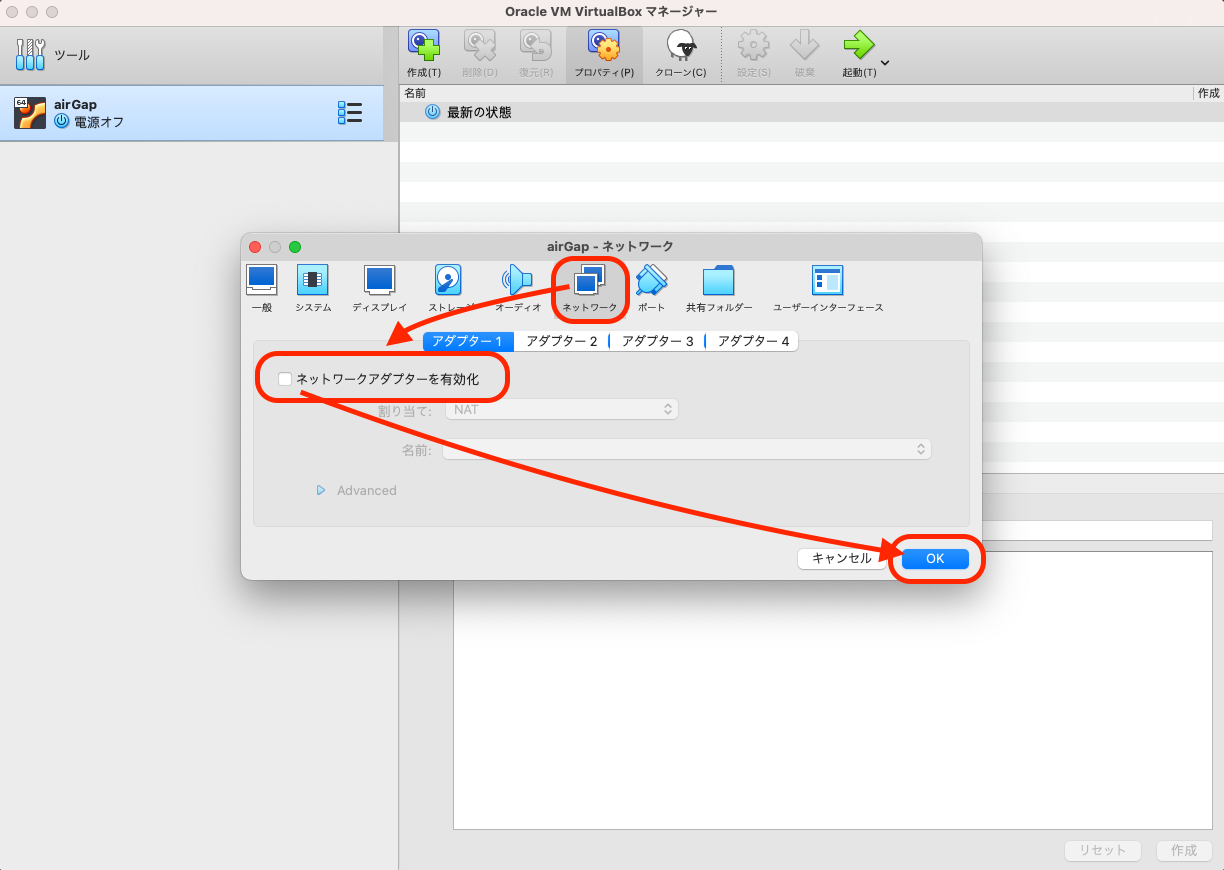 Oracle VM VirtualBox マネージャー
ツール
64
airGap
電源オフ
作成(T)
削除(D)
復元(R)
プロパティ(P)
クローン(C)
設定(S)
破棄
起動(T)
名前
作成
最新の状態
airGap - ネットワーク
一般
システム
ディスプレイ
ストレージ
オーディオ
ネットワーク
ポート
共有フォルダー
ユーザーインターフェース
アダプター 1
アダプター 2
アダプター 3
アダプター 4
ネットワークアダプターを有効化
割り当て:
NAT
名前:
Advanced
キャンセル
OK
リセット
作成